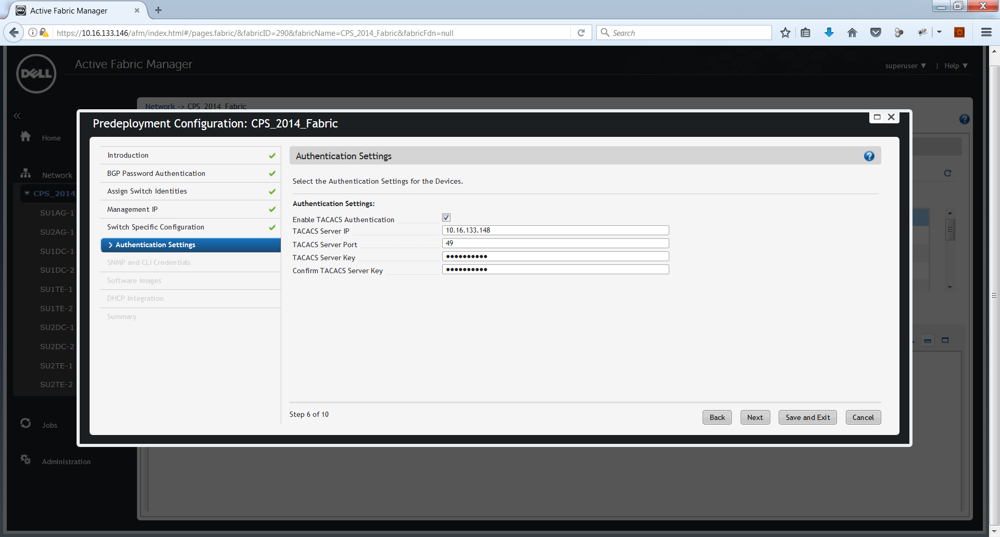 Active Fabric Manager
https://10.16.133.146/afm/index.html#/pages.fabric/&fabricID=290&fabricName=CPS_2014_Fabric&fabricFdn=null
Search
DELL
Active Fabric Manager
superuser ▼ | Help ▼
Network -> CPS_2014_Fabric
Predeployment Configuration: CPS_2014_Fabric
Home
Network
CPS_2014_
SU1AG-1
SU2AG-1
SU1DC-1
SU1DC-2
SU1TE-1
SU1TE-2
SU2DC-1
SU2DC-2
SU2TE-1
SU2TE-2
Jobs
Administration
Introduction
BGP Password Authentication
Assign Switch Identities
Management IP
Switch Specific Configuration
Authentication Settings
SNMP and CLI Credentials
Software Images
DHCP Integration
Summary
Authentication Settings
Select the Authentication Settings for the Devices.
Authentication Settings:
Enable TACACS Authentication
TACACS Server IP 10.16.133.148
TACACS Server Port 49
TACACS Server Key ●●●●●●●●●●
Confirm TACACS Server Key ●●●●●●●●●●
Step 6 of 10
Back Next Save and Exit Cancel